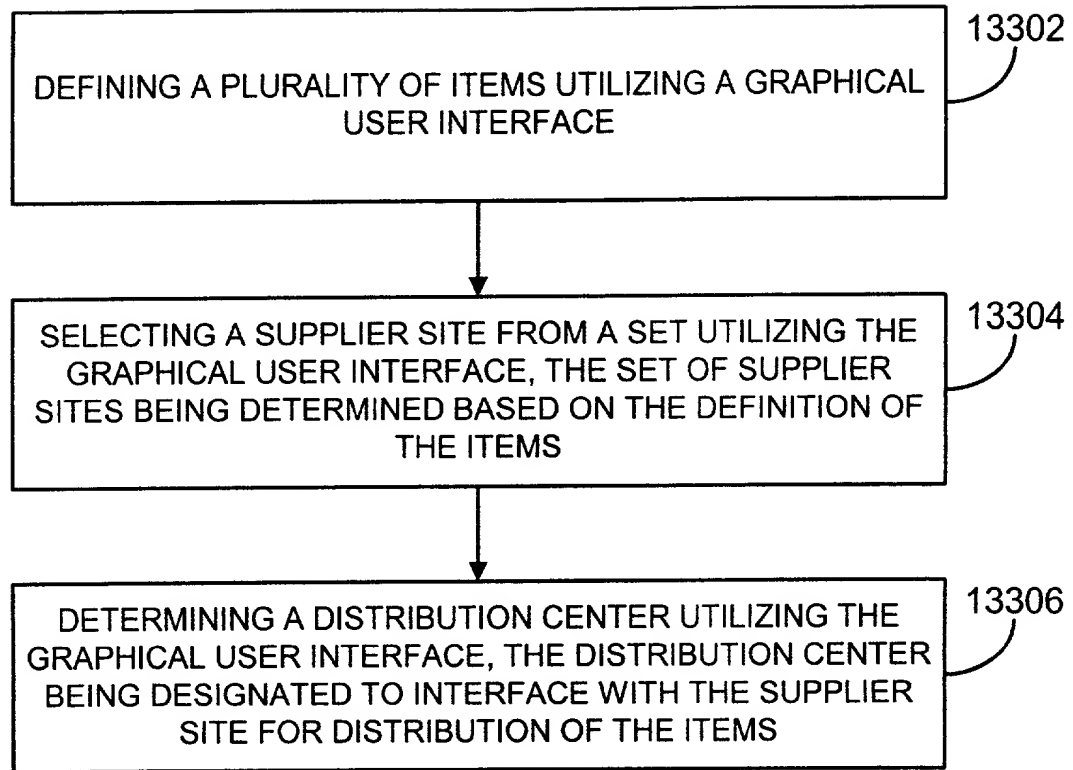 13302
DEFINING A PLURALITY OF ITEMS UTILIZING A GRAPHICAL
USER INTERFACE
13304
SELECTING A SUPPLIER SITE FROM A SET UTILIZING THE
GRAPHICAL USER INTERFACE, THE SET OF SUPPLIER
SITES BEING DETERMINED BASED ON THE DEFINITION OF
THE ITEMS
13306
DETERMINING A DISTRIBUTION CENTER UTILIZING THE
GRAPHICAL USER INTERFACE, THE DISTRIBUTION CENTER
BEING DESIGNATED TO INTERFACE WITH THE SUPPLIER
SITE FOR DISTRIBUTION OF THE ITEMS